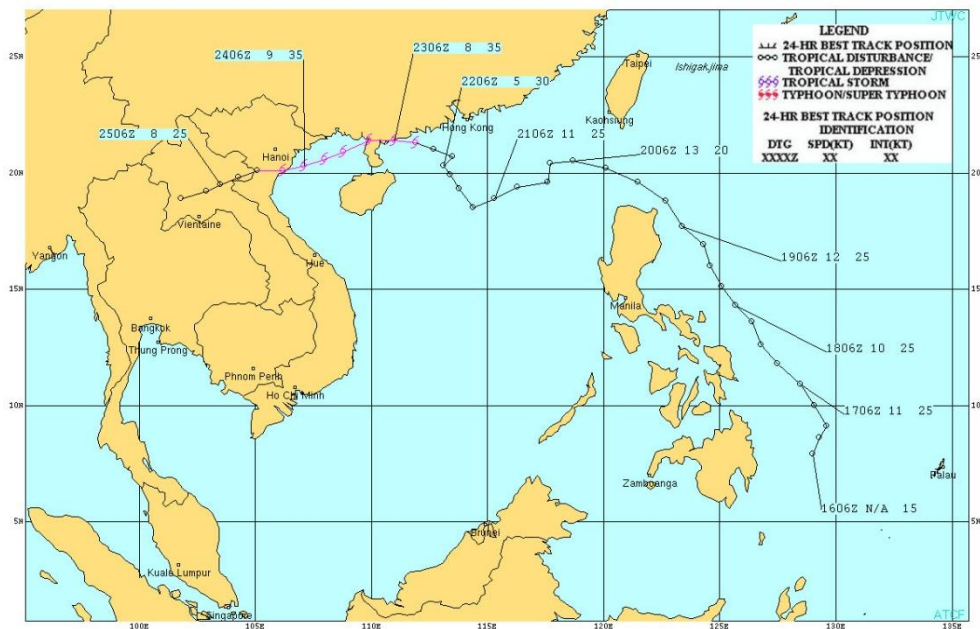 JTWC
LEGEND
24-HR BEST TRACK POSITION
TROPICAL DISTURBANCE/
TROPICAL DEPRESSION
TROPICAL STORM
TYPHOON/SUPER TYPHOON
24-HR BEST TRACK POSITION
IDENTIFICATION
DTG SPD(KT) INT(KT)
XXXXZ XX XX
25N
2406Z 9 35
2306Z 8 35
2206Z 5 30
Taipei
Ishigakjima
Kaohsiung
Hong Kong
2106Z 11 25
2506Z 8 25
Hanoi
2006Z 13 20
20N
Vientaine
Yangon
Hue
1906Z 12 25
15N
Manila
Bangkok
Thung Prong
1806Z 10 25
Phnom Penh
Ho Chi Minh
10N
1706Z 11 25
Zamboanga
Palau
1606Z N/A 15
5N
Brunei
Kuale Lumpur
Singapore
ATCF
100E 105E 110E 115E 120E 125E 130E 135E